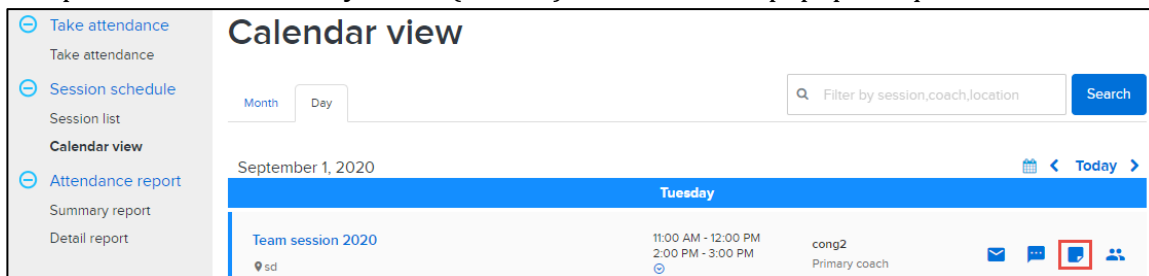 Take attendance
Take attendance
Session schedule
Session list
Calendar view
Attendance report
Summary report
Detail report
Calendar view
Month
Day
Filter by session,coach,location
Search
September 1, 2020
Today
Tuesday
Team session 2020
sd
11:00 AM - 12:00 PM
2:00 PM - 3:00 PM
cong2
Primary coach